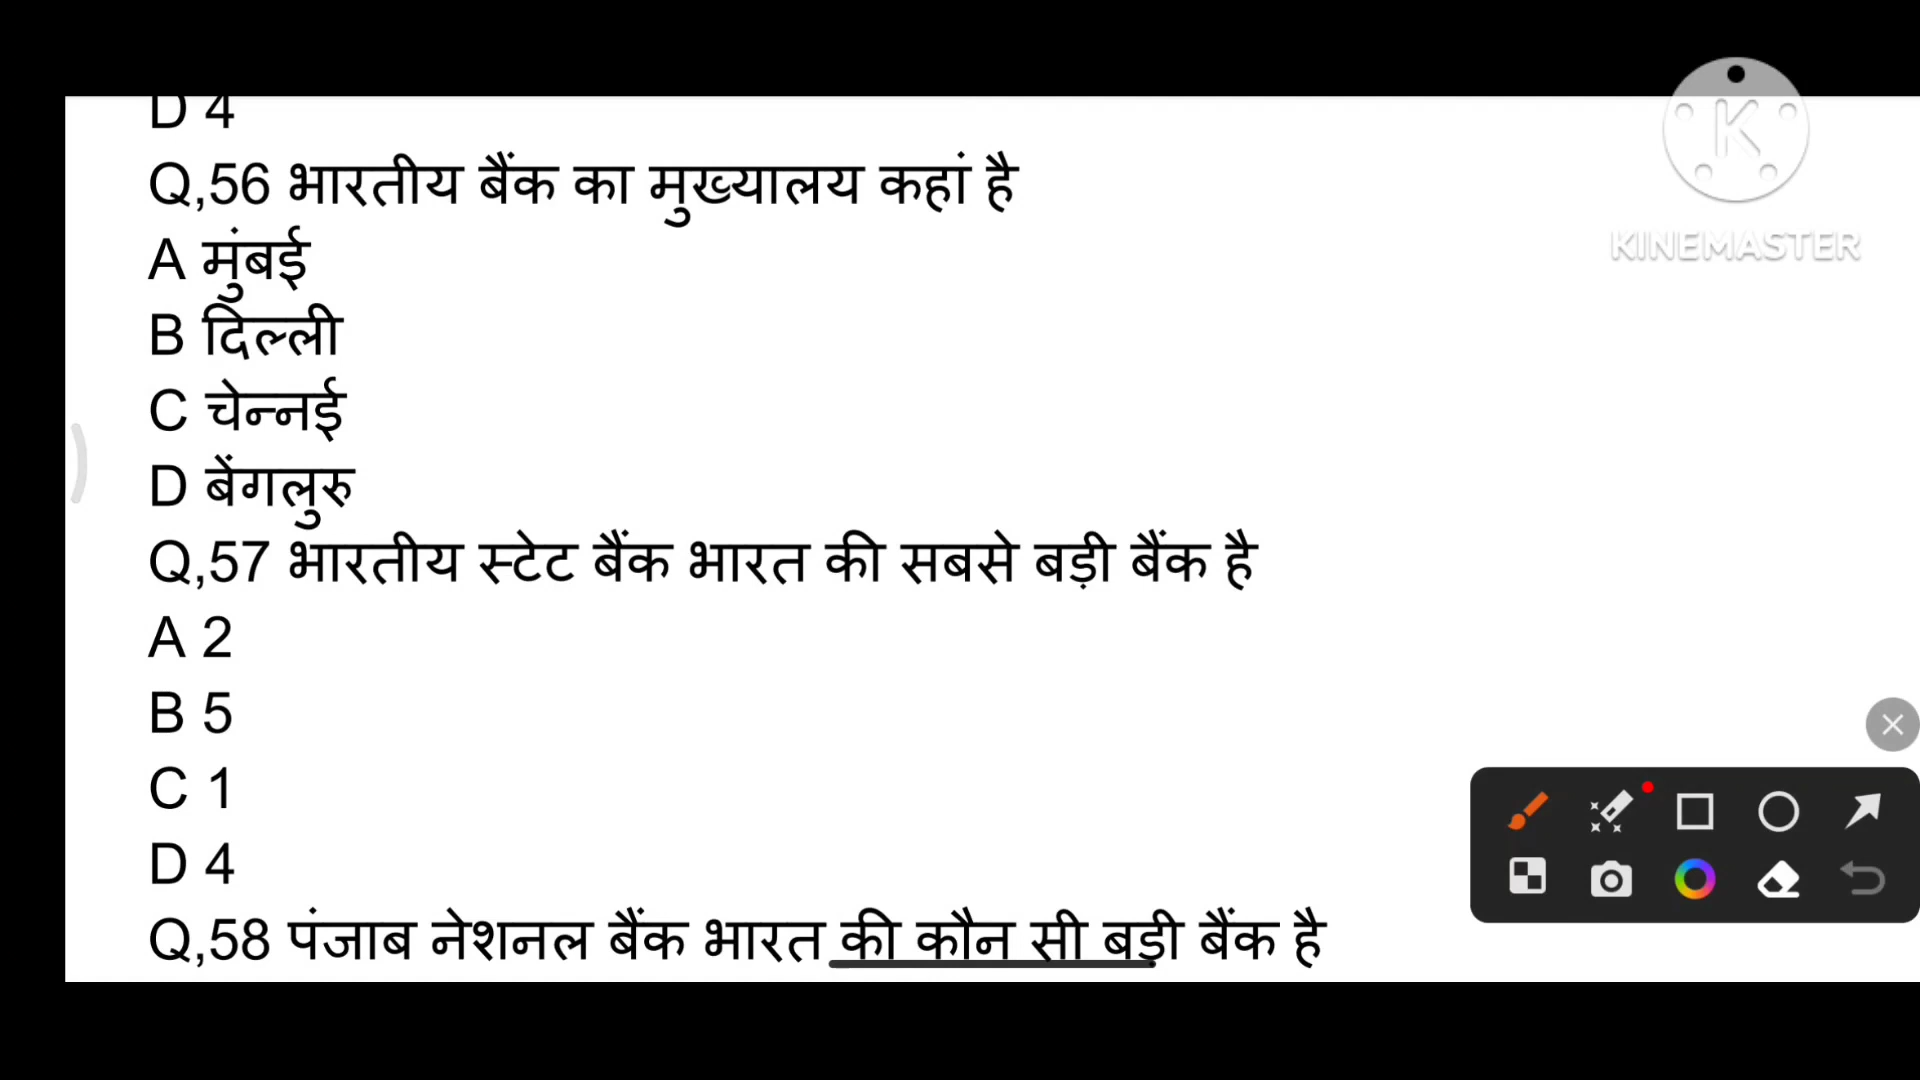 D 4
Q,56 भारतीय बैंक का मुख्यालय कहां है
A मुंबई
B दिल्ली
C चेन्नई
D बेंगलुरु
Q,57 भारतीय स्टेट बैंक भारत की सबसे बड़ी बैंक है
A 2
B 5
C 1
D 4
Q,58 पंजाब नेशनल बैंक भारत की कौन सी बड़ी बैंक है
K
KINEMASTER